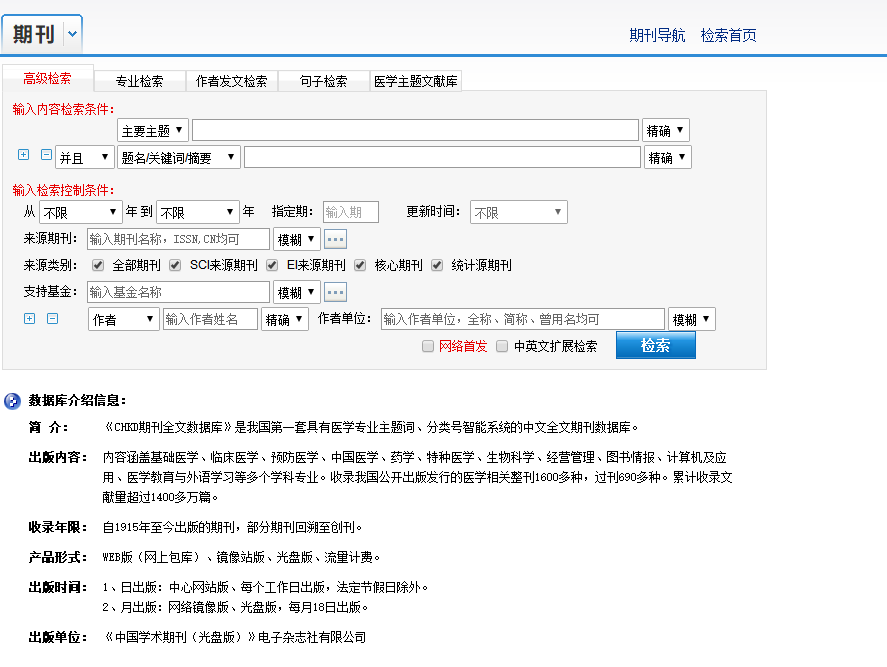 期刊
期刊导航 检索首页
高级检索 专业检索 作者发文检索 句子检索 医学主题文献库
输入内容检索条件：
主要主题 精确
并且 题名/关键词/摘要 精确
输入检索控制条件：
从 不限 年 到 不限 年 指定期： 输入期 更新时间： 不限
来源期刊： 输入期刊名称，ISSN,CN均可 模糊 ...
来源类别： 全部期刊 SCI来源期刊 EI来源期刊 核心期刊 统计源期刊
支持基金： 输入基金名称 模糊 ...
作者 输入作者姓名 精确 作者单位： 输入作者单位，全称、简称、曾用名均可 模糊
网络首发 中英文扩展检索 检索
数据库介绍信息：
简 介： 《CHKD期刊全文数据库》是我国第一套具有医学专业主题词、分类号智能系统的中文全文期刊数据库。
出版内容： 内容涵盖基础医学、临床医学、预防医学、中国医学、药学、特种医学、生物科学、经营管理、图书情报、计算机及应
用、医学教育与外语学习等多个学科专业。收录我国公开出版发行的医学相关整刊1600多种，过刊690多种。累计收录文
献量超过1400多万篇。
收录年限： 自1915年至今出版的期刊，部分期刊回溯至创刊。
产品形式： WEB版（网上包库）、镜像站版、光盘版、流量计费。
出版时间： 1、日出版：中心网站版、每个工作日出版，法定节假日除外。
2、月出版：网络镜像版、光盘版，每月18日出版。
出版单位： 《中国学术期刊（光盘版）》电子杂志社有限公司